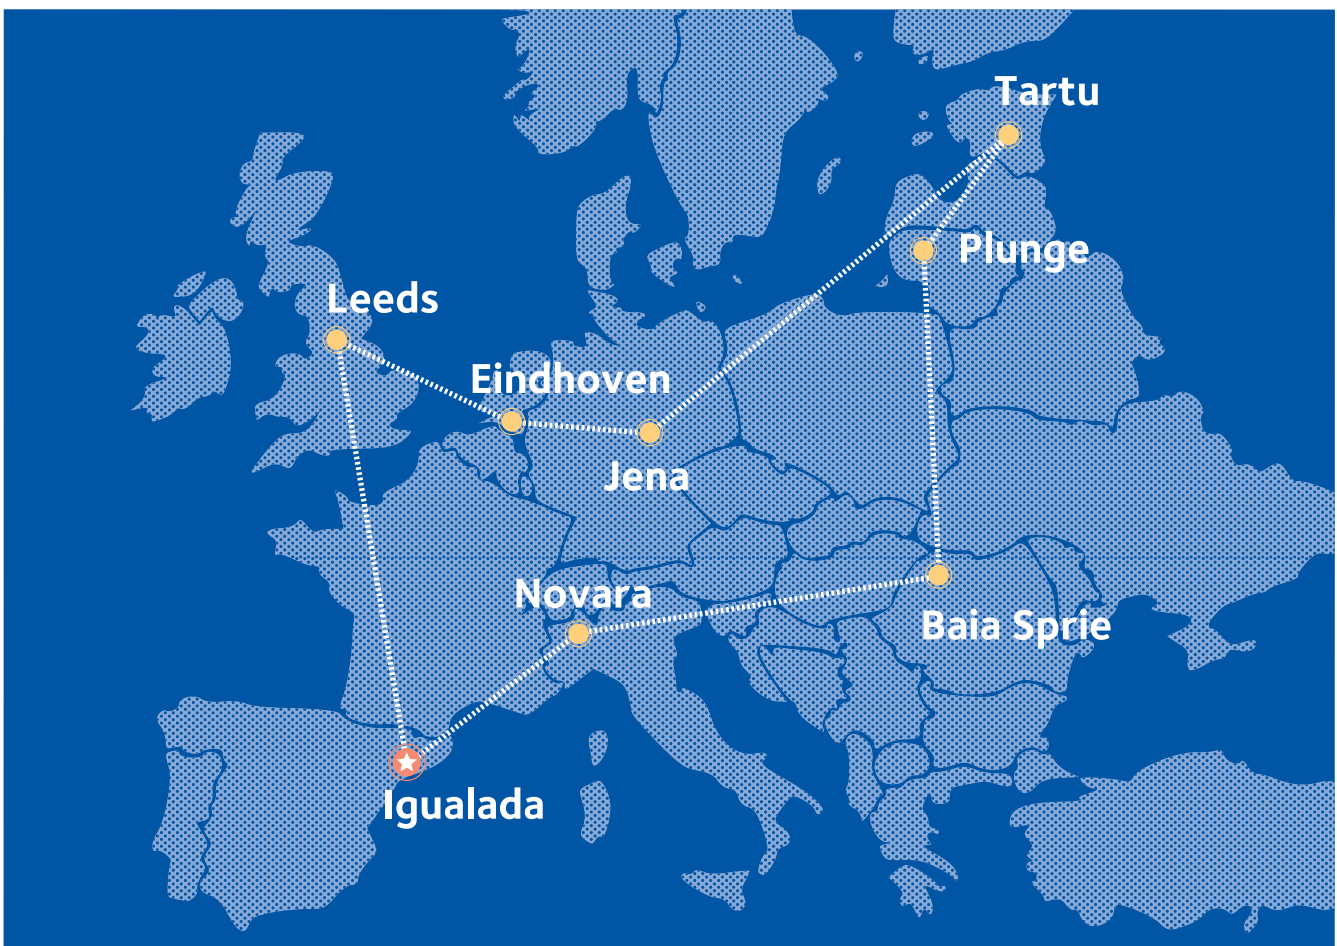 Tartu
Plunge
Leeds
Eindhoven
Jena
Novara
Baia Sprie
Igualada